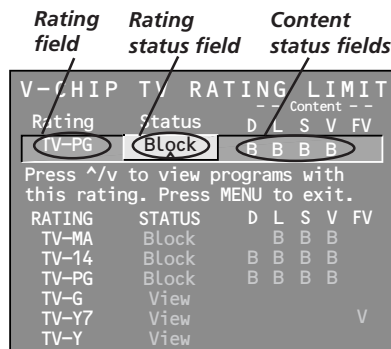 Rating field
Rating status field
Content status fields
V-CHIP TV RATING LIMIT
- - Content - -
Rating Status D L S V FV
TV-PG Block B B B B
Press ^/v to view programs with
this rating. Press MENU to exit.
RATING STATUS D L S V FV
TV-MA Block B B B
TV-14 Block B B B B
TV-PG Block B B B B
TV-G View
TV-Y7 View V
TV-Y View